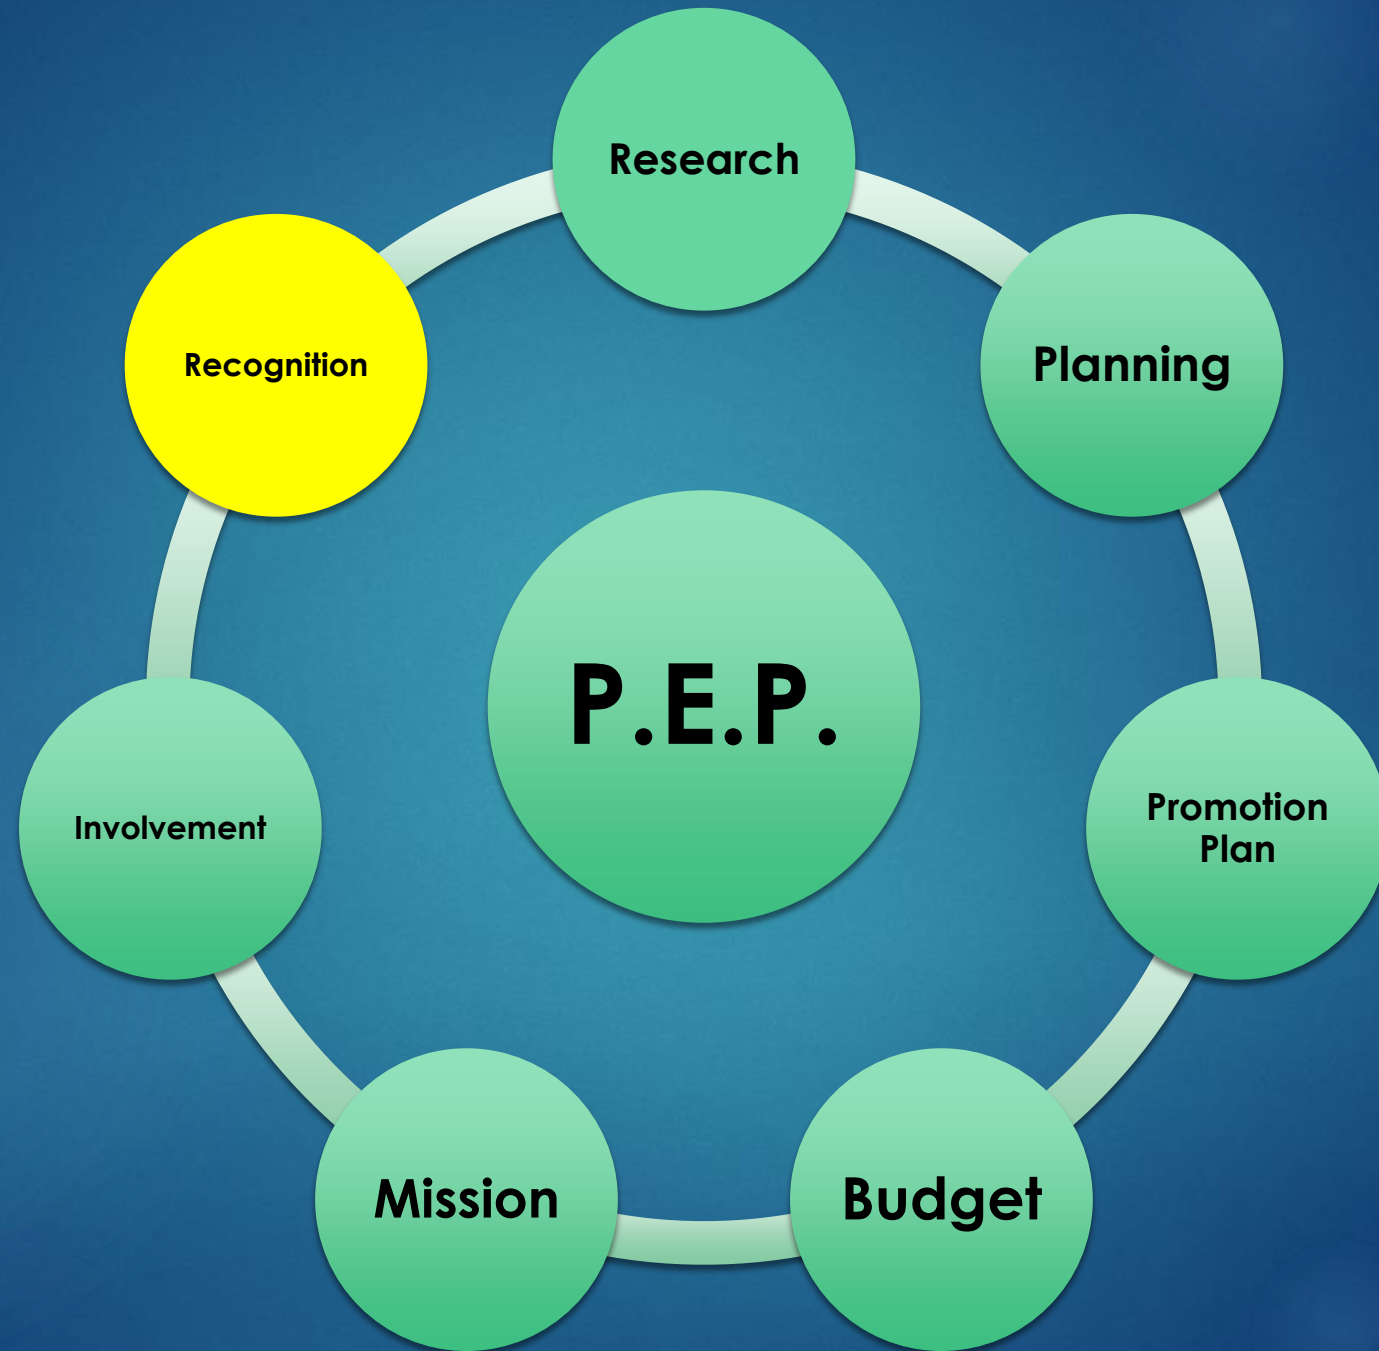 Research
Planning
Promotion
Plan
Budget
Mission
Involvement
Recognition
P.E.P.